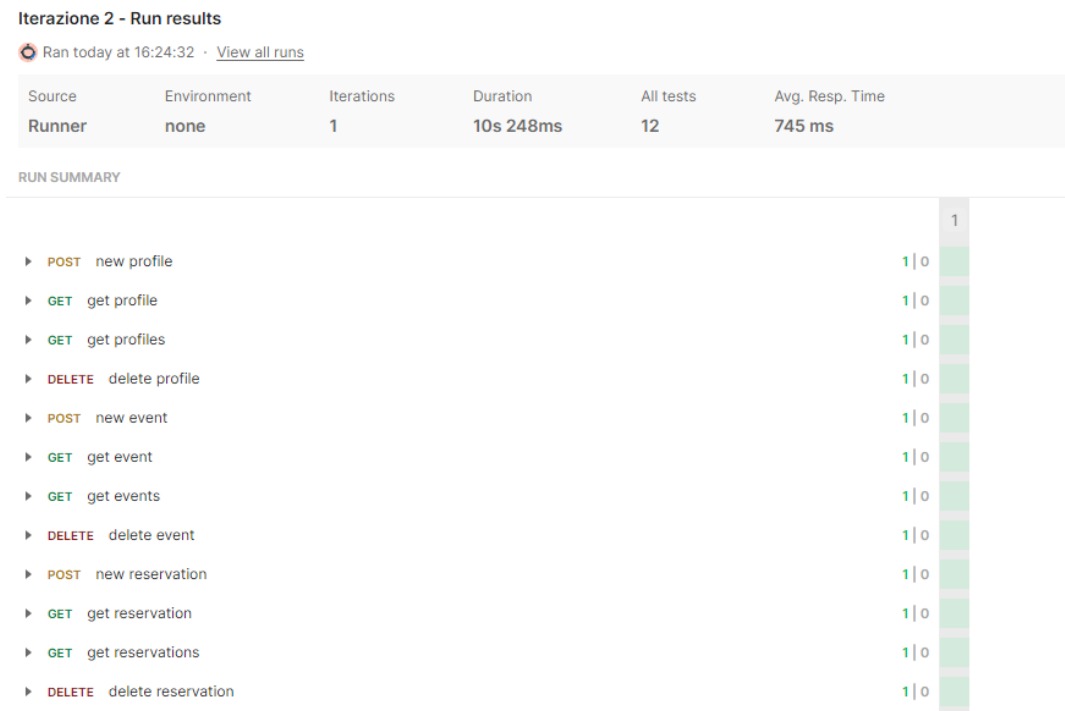 Iterazione 2 - Run results
Ran today at 16:24:32 · View all runs
Source Environment Iterations Duration All tests Avg. Resp. Time
Runner none 1 10s 248ms 12 745 ms
RUN SUMMARY
1
POST new profile 1 | 0
GET get profile 1 | 0
GET get profiles 1 | 0
DELETE delete profile 1 | 0
POST new event 1 | 0
GET get event 1 | 0
GET get events 1 | 0
DELETE delete event 1 | 0
POST new reservation 1 | 0
GET get reservation 1 | 0
GET get reservations 1 | 0
DELETE delete reservation 1 | 0